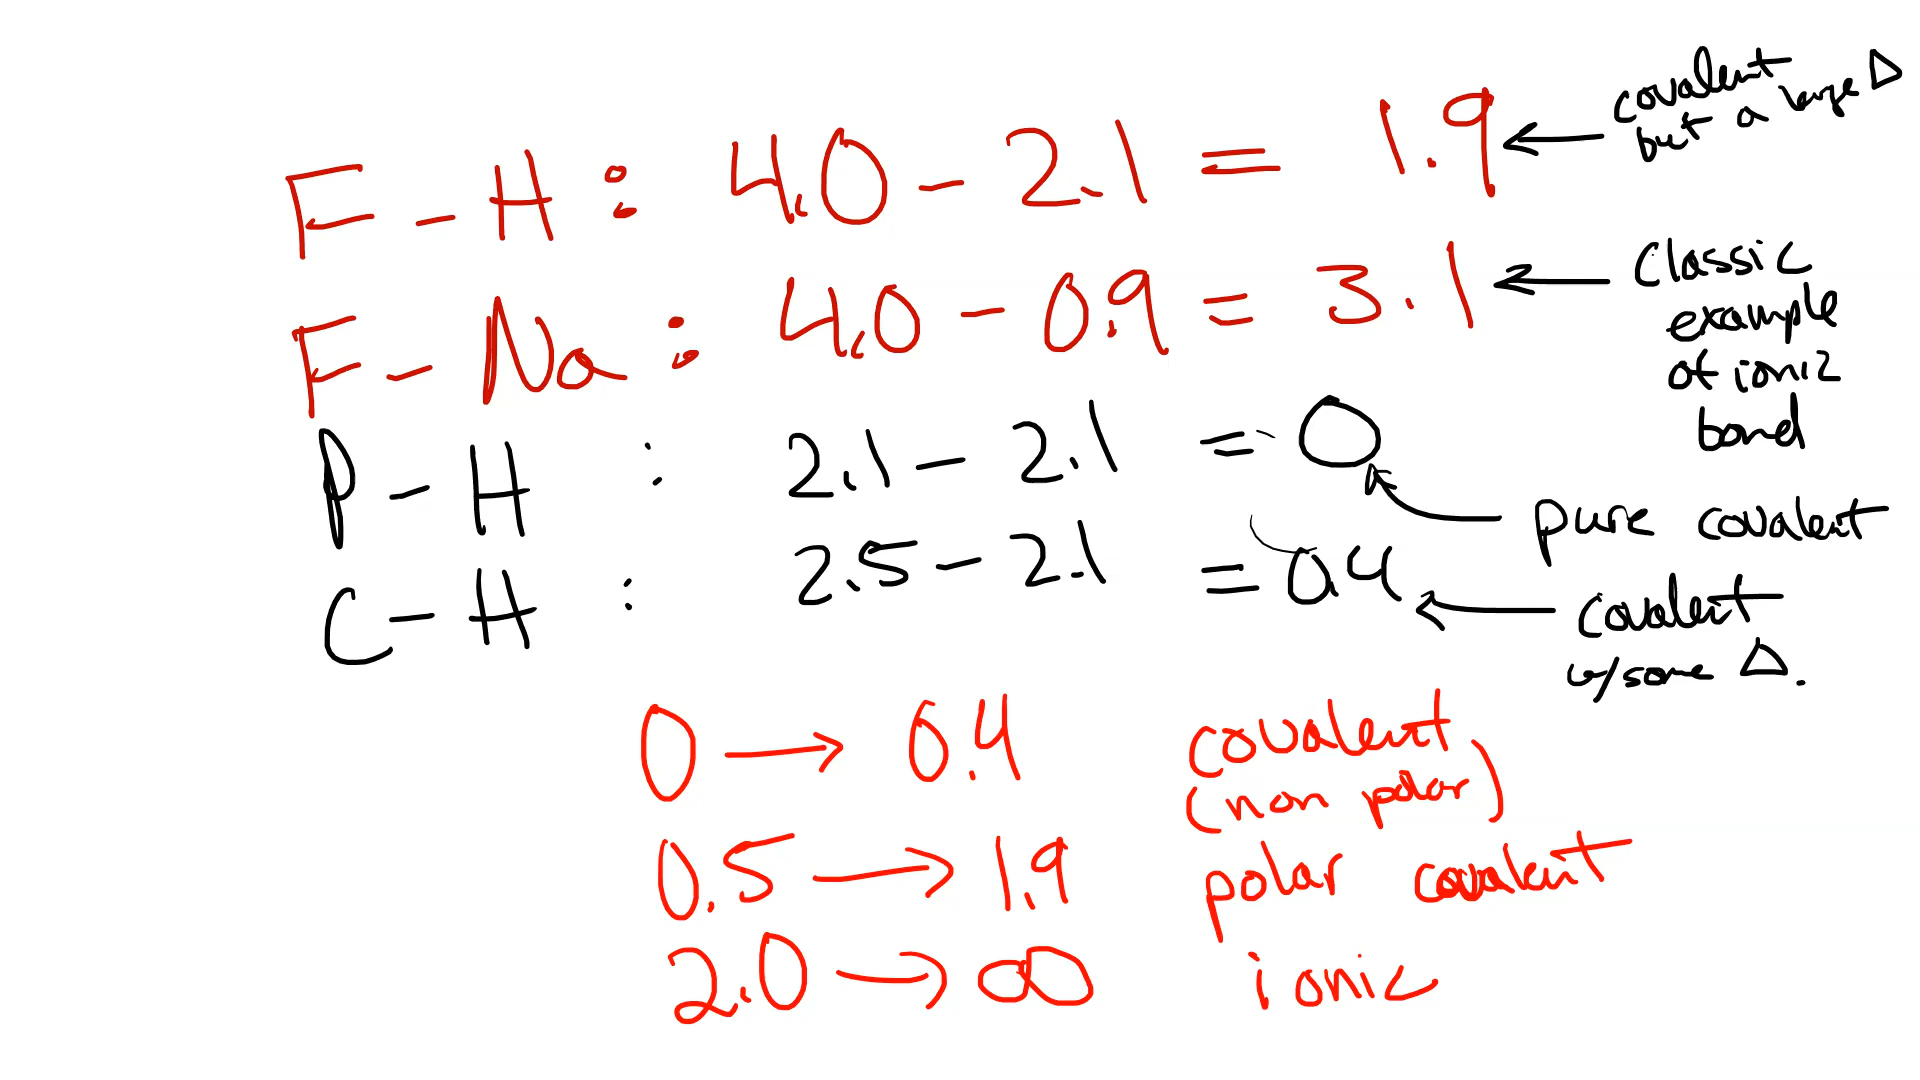 F - H : 4.0 - 2.1 = 1.9 ← covalent but a large Δ
F - Na : 4.0 - 0.9 = 3.1 ← Classic example of ionic bond
P - H : 2.1 - 2.1 = 0 ← pure covalent
C - H : 2.5 - 2.1 = 0.4 ← covalent w/some Δ.
0 → 0.4 covalent (non polar)
0.5 → 1.9 polar covalent
2.0 → ∞ ionic